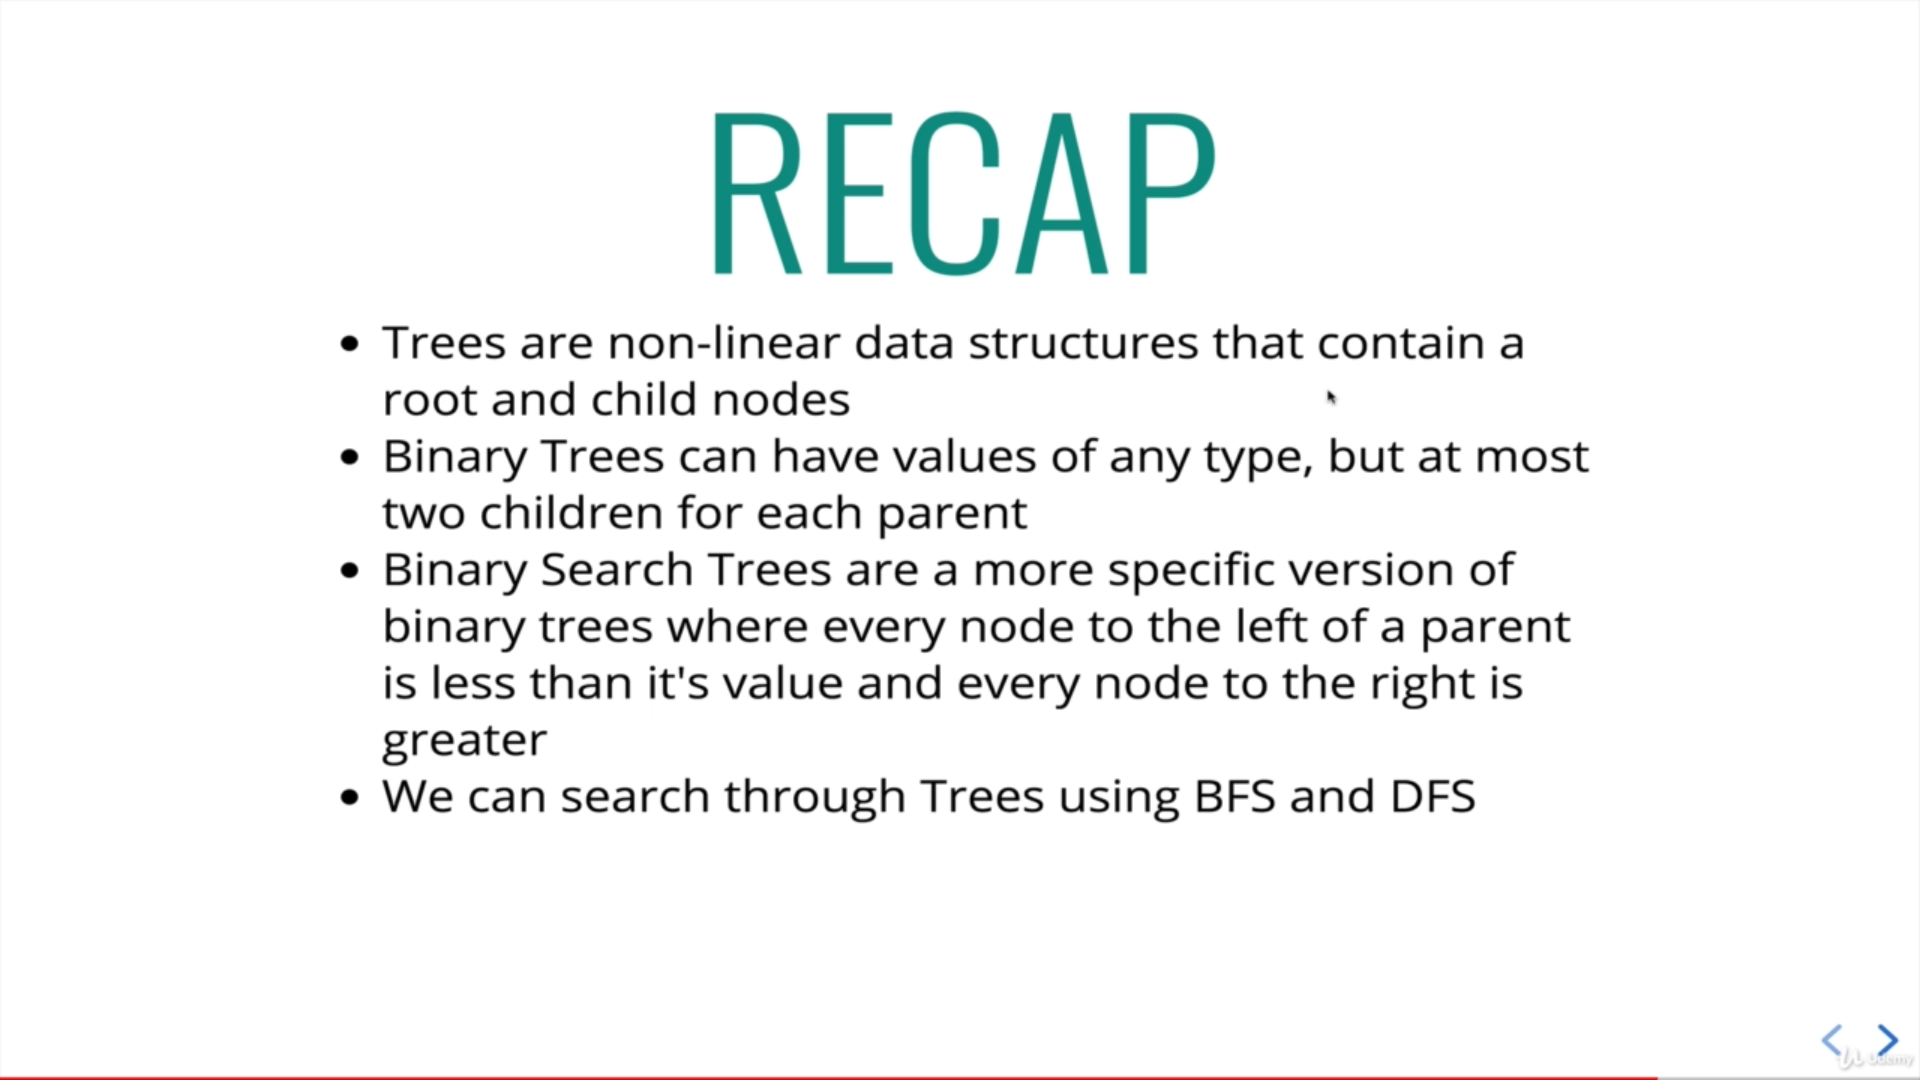 RECAP
• Trees are non-linear data structures that contain a
root and child nodes
• Binary Trees can have values of any type, but at most
two children for each parent
• Binary Search Trees are a more specific version of
binary trees where every node to the left of a parent
is less than it's value and every node to the right is
greater
• We can search through Trees using BFS and DFS
Udemy